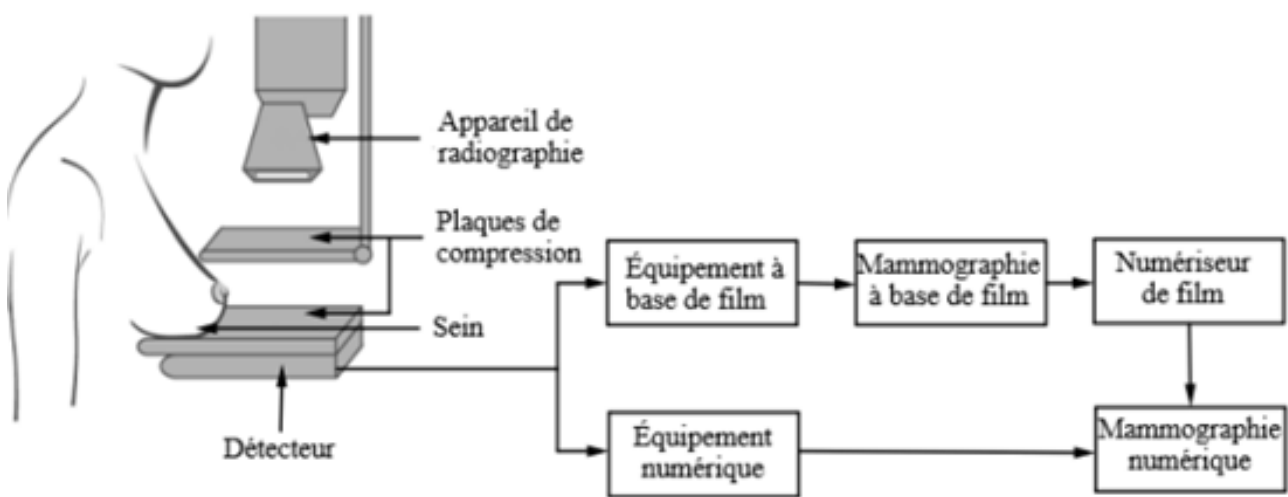 Appareil de
radiographie
Plaques de
compression
Sein
Détecteur
Équipement à
base de film
Mammographie
à base de film
Numériseur
de film
Équipement
numérique
Mammographie
numérique